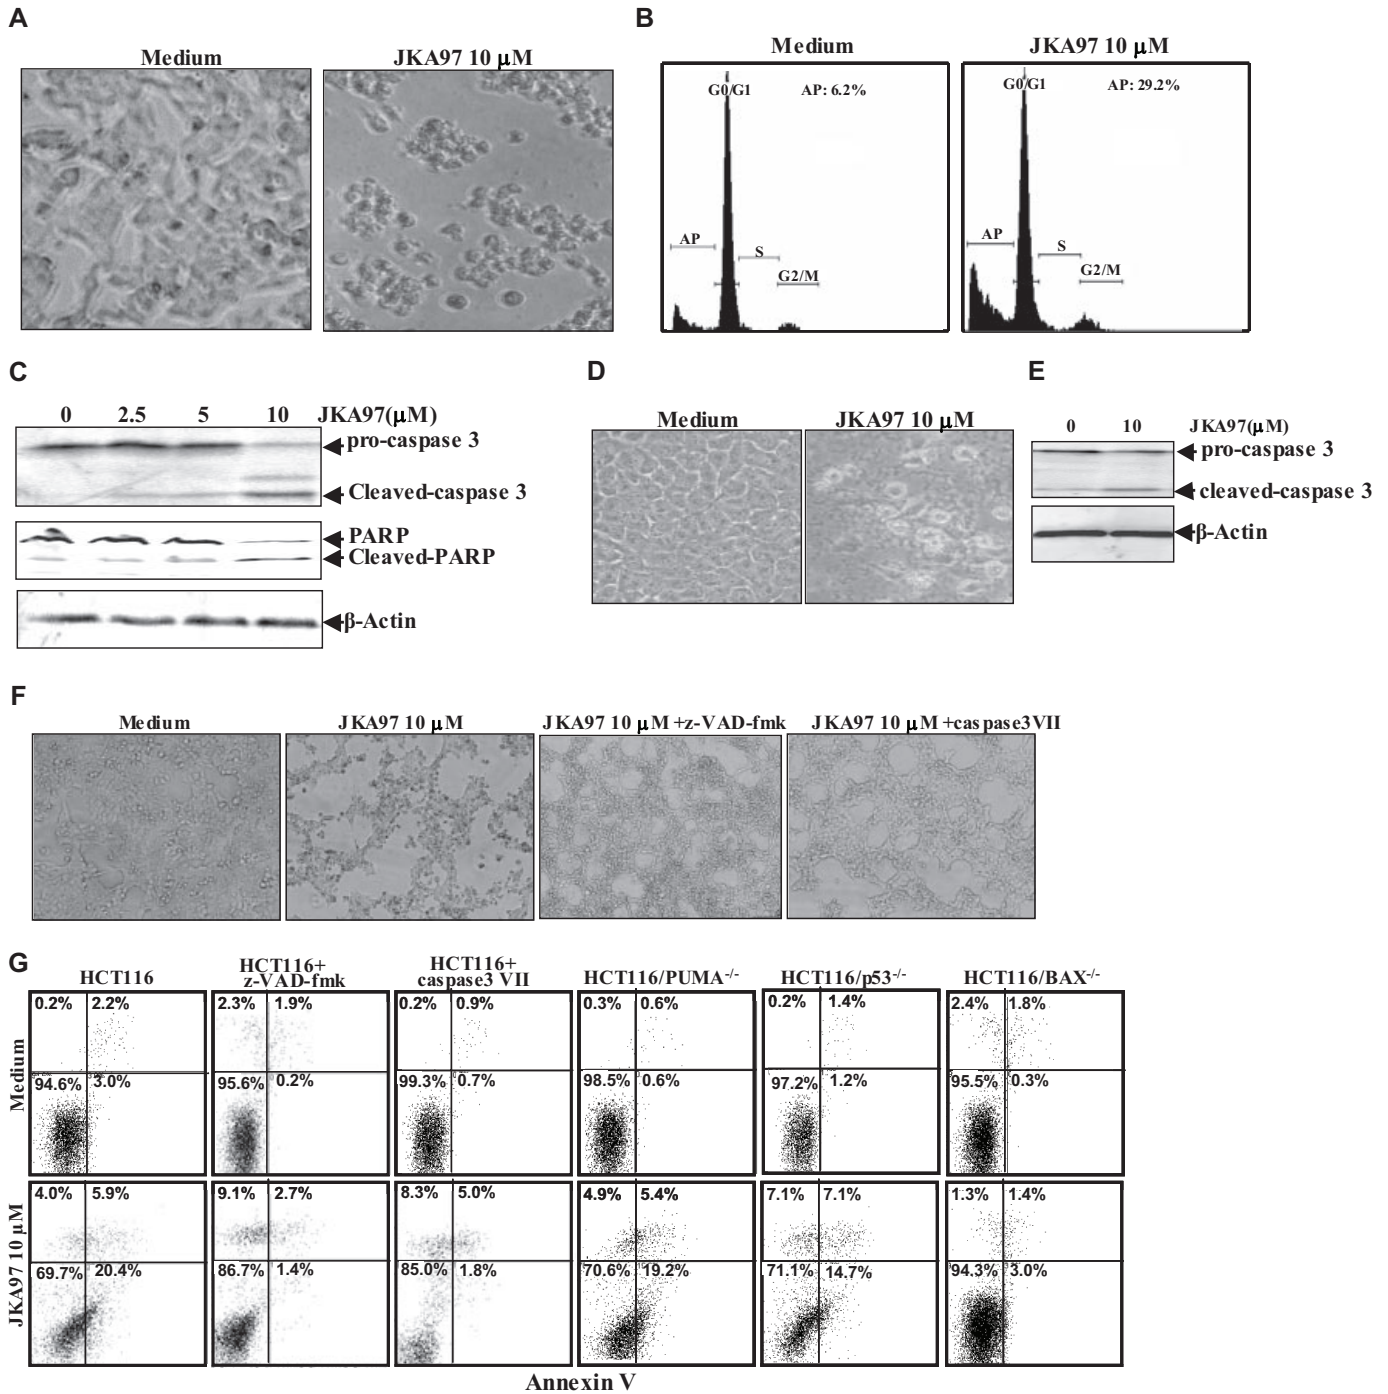 A
Medium
JKA97 10 μM
B
Medium
JKA97 10 μM
G0/G1
AP: 6.2%
AP
S
G2/M
G0/G1
AP: 29.2%
AP
S
G2/M
C
0 2.5 5 10 JKA97(μM)
pro-caspase 3
Cleaved-caspase 3
PARP
Cleaved-PARP
β-Actin
D
Medium
JKA97 10 μM
E
0 10 JKA97(μM)
pro-caspase 3
cleaved-caspase 3
β-Actin
F
Medium
JKA97 10 μM
JKA97 10 μM +z-VAD-fmk
JKA97 10 μM +caspase3VII
G
HCT116
HCT116+
z-VAD-fmk
HCT116+
caspase3 VII
HCT116/PUMA-/-
HCT116/p53-/-
HCT116/BAX-/-
Medium
0.2% 2.2%
94.6% 3.0%
2.3% 1.9%
95.6% 0.2%
0.2% 0.9%
99.3% 0.7%
0.3% 0.6%
98.5% 0.6%
0.2% 1.4%
97.2% 1.2%
2.4% 1.8%
95.5% 0.3%
JKA97 10 μM
4.0% 5.9%
69.7% 20.4%
9.1% 2.7%
86.7% 1.4%
8.3% 5.0%
85.0% 1.8%
4.9% 5.4%
70.6% 19.2%
7.1% 7.1%
71.1% 14.7%
1.3% 1.4%
94.3% 3.0%
Annexin V